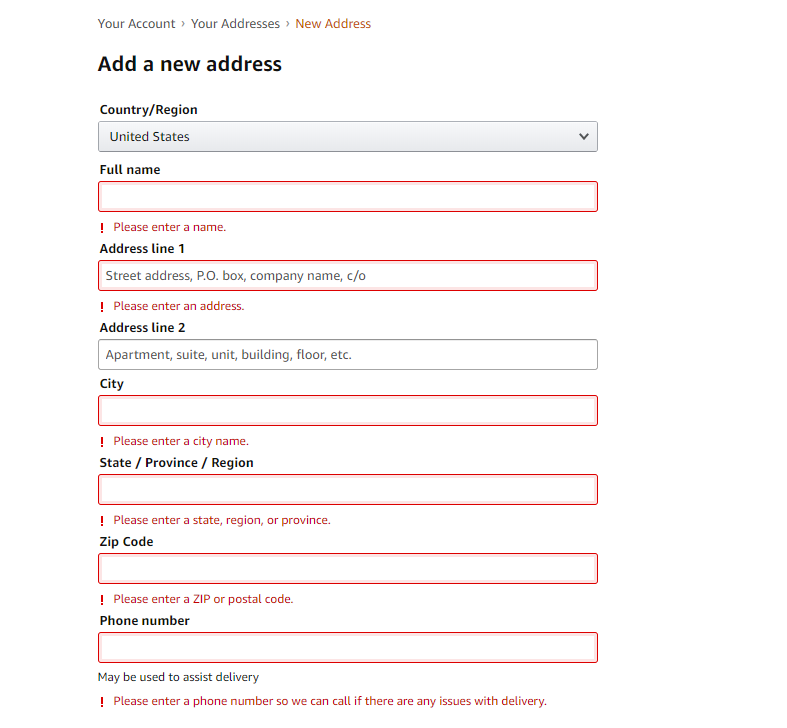 Your Account › Your Addresses › New Address
Add a new address
Country/Region
United States
Full name
! Please enter a name.
Address line 1
Street address, P.O. box, company name, c/o
! Please enter an address.
Address line 2
Apartment, suite, unit, building, floor, etc.
City
! Please enter a city name.
State / Province / Region
! Please enter a state, region, or province.
Zip Code
! Please enter a ZIP or postal code.
Phone number
May be used to assist delivery
! Please enter a phone number so we can call if there are any issues with delivery.